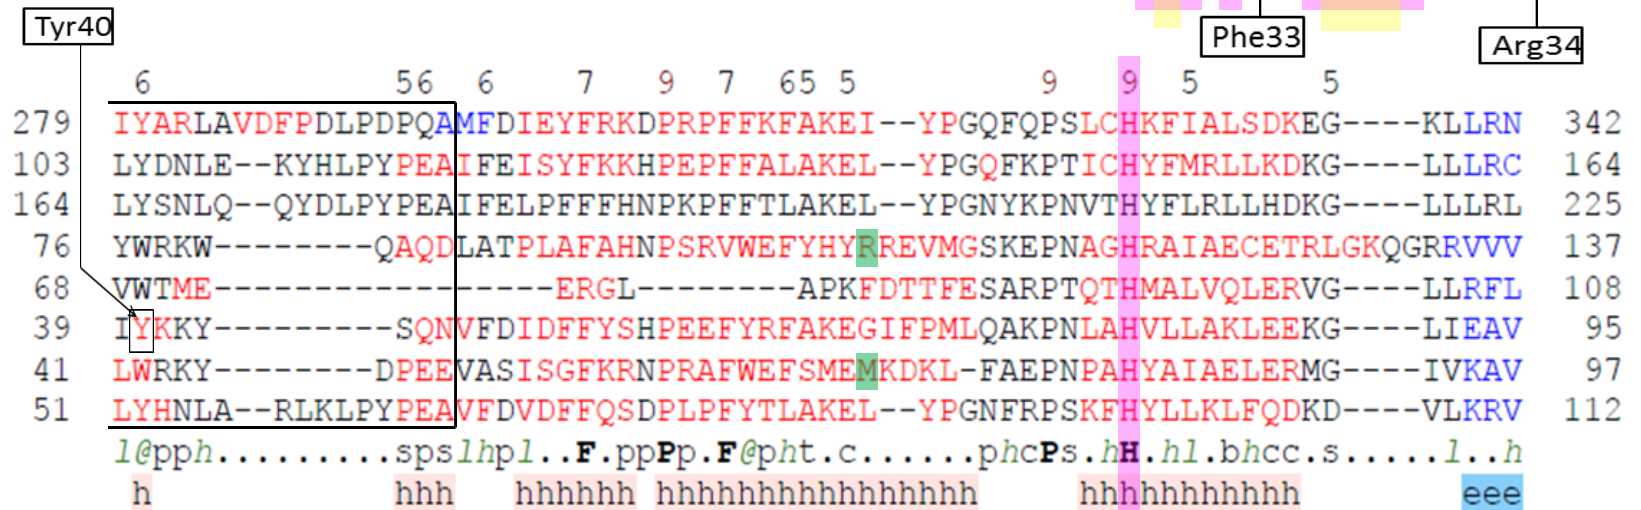 Tyr40
Phe33
Arg34
6 56 6 7 9 7 65 5 9 9 5 5
279 IYARLAVDFPDLPDPQAMFDIEYFRKDPRPFFKFAKEI--YPGQFQPSLCHKFIALSDKEG----KLLRN 342
103 LYDNLE--KYHLPYPEAIFEISYFKKHPEPFFALAKEL--YPGQFKPTICHYFMRLLKDKG----LLLRC 164
164 LYSNLQ--QYDLPYPEAIFELPFFFHNPKPFFTLAKEL--YPGNYKPNVTHYFLRLLHDKG----LLLRL 225
76 YWRKW--------QAQDLATPLAFAHNPSRVWEFYHYRREVMGSKEPNAGHRAIAECETRLGKQGRRVVV 137
68 VWTME-----------------ERGL--------APKFDTTFESARPTQTHMALVQLERVG----LLRFL 108
39 IYKKY---------SQNVFDIDFFYSHPEEFYRFAKEGIFPMLQAKPNLAHVLLAKLEEKG----LIEAV 95
41 LWRKY--------DPEEVASISGFKRNPRAFWEFSMEMKDKL-FAEPNPAHYAIAELERMG----IVKAV 97
51 LYHNLA--RLKLPYPEAVFDVDFFQSDPLPFYTLAKEL--YPGNFRPSKFHYLLKLFQDKD----VLKRV 112
l@pph.........spslhpl..F.ppPp.F@pht.c......phcPs.hH.hl.bhcc.s.....l..h
h hhh hhhhhh hhhhhhhhhhhhhhhh hhhhhhhhhhh eee